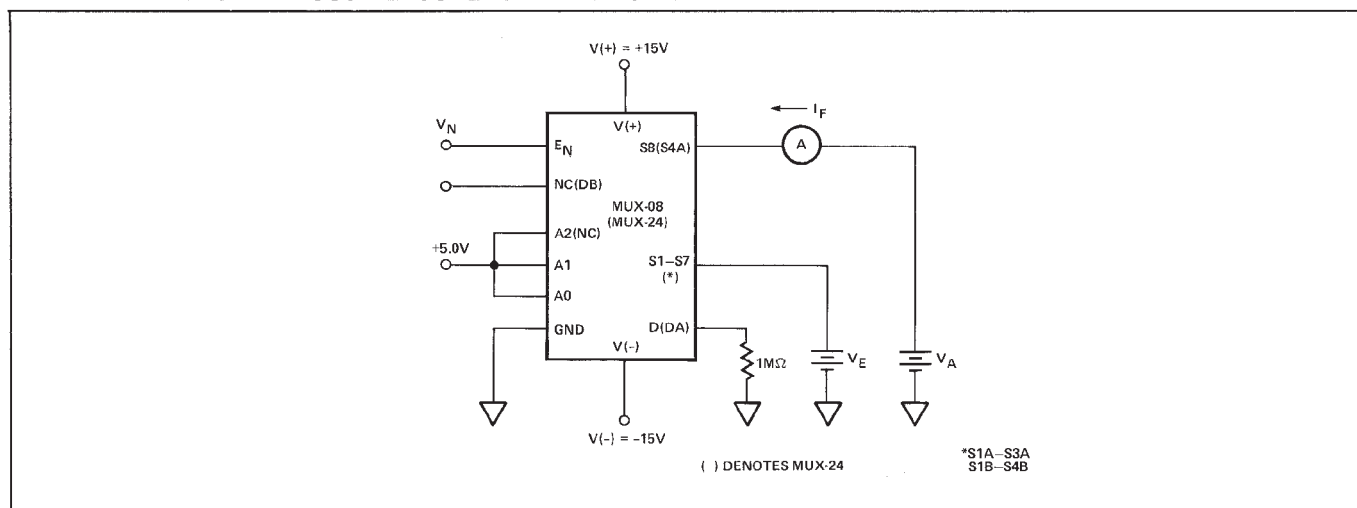 V(+) = +15V
I_F
V_N
V(+)
E_N
S8(S4A)
A
NC(DB)
MUX-08
(MUX-24)
A2(NC)
+5.0V
A1
S1–S7
(*)
A0
GND
D(DA)
V(–)
1MΩ
V_E
V_A
V(–) = –15V
( ) DENOTES MUX-24
*S1A–S3A
S1B–S4B